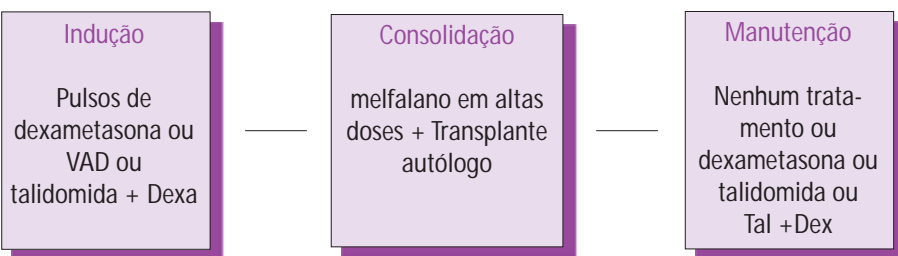 Indução
Pulsos de
dexametasona ou
VAD ou
talidomida + Dexa
Consolidação
melfalano em altas
doses + Transplante
autólogo
Manutenção
Nenhum trata-
mento ou
dexametasona ou
talidomida ou
Tal +Dex